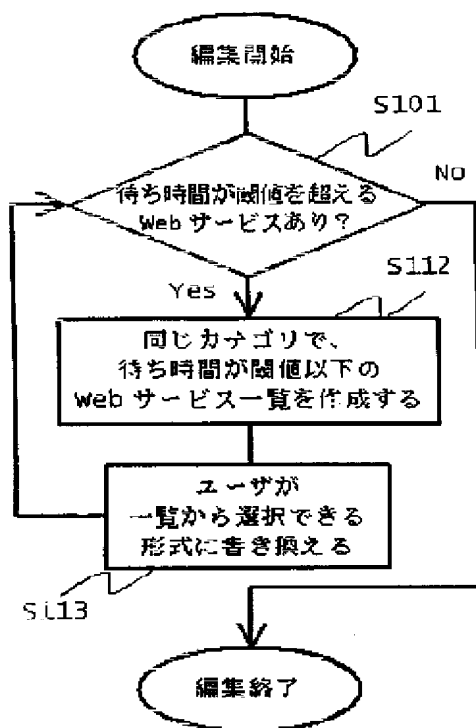 編集開始
S101
待ち時間が閾値を超える
Webサービスあり?
No
Yes
S112
同じカテゴリで、
待ち時間が閾値以下の
Webサービス一覧を作成する
ユーザが
一覧から選択できる
形式に書き換える
S113
編集終了